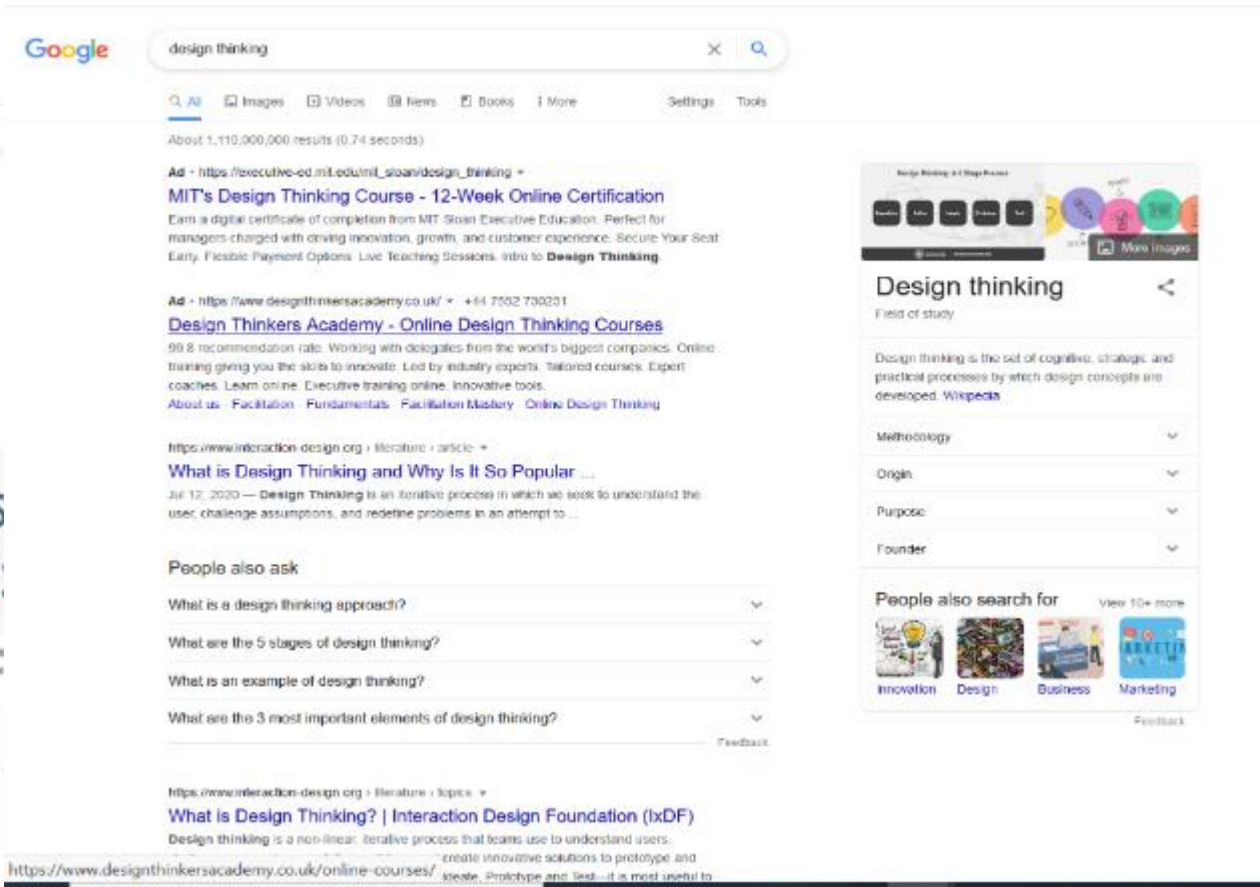 Google
design thinking
All Images Videos News Books More Settings Tools
About 1,110,000,000 results (0.74 seconds)
Ad · https://executive-ed.mit.edu/mit_sloan/design_thinking
MIT's Design Thinking Course - 12-Week Online Certification
Earn a digital certificate of completion from MIT Sloan Executive Education. Perfect for
managers charged with driving innovation, growth, and customer experience. Secure Your Seat
Early. Flexible Payment Options. Live Teaching Sessions. Intro to Design Thinking.
Ad · https://www.designthinkersacademy.co.uk/ +44 7552 730231
Design Thinkers Academy - Online Design Thinking Courses
99.8 recommendation rate. Working with delegates from the world's biggest companies. Online
training giving you the skills to innovate. Led by industry experts. Tailored courses. Expert
coaches. Learn online. Executive training online. Innovative tools.
About us · Facilitation · Fundamentals · Facilitation Mastery · Online Design Thinking
https://www.interaction-design.org › literature › article
What is Design Thinking and Why Is It So Popular ...
Jul 12, 2020 — Design Thinking is an iterative process in which we seek to understand the
user, challenge assumptions, and redefine problems in an attempt to ...
People also ask
What is a design thinking approach?
What are the 5 stages of design thinking?
What is an example of design thinking?
What are the 3 most important elements of design thinking?
Feedback
https://www.interaction-design.org › literature › topics
What is Design Thinking? | Interaction Design Foundation (IxDF)
Design thinking is a non-linear, iterative process that teams use to understand users,
create innovative solutions to prototype and
https://www.designthinkersacademy.co.uk/online-courses/ Ideate, Prototype and Test—it is most useful to
Design Thinking: A 5 Stage Process
More images
Design thinking
Field of study
Design thinking is the set of cognitive, strategic and
practical processes by which design concepts are
developed. Wikipedia
Methodology
Origin
Purpose
Founder
People also search for View 10+ more
Innovation Design Business Marketing
Feedback